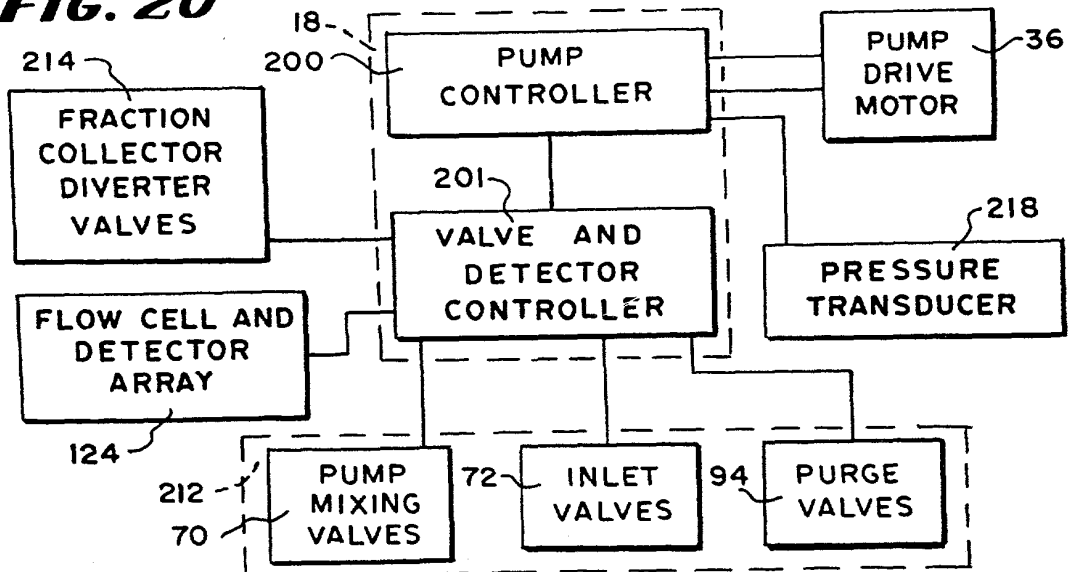 FIG. 20
18
214
200
PUMP
CONTROLLER
PUMP
DRIVE
MOTOR
36
FRACTION
COLLECTOR
DIVERTER
VALVES
201
VALVE AND
DETECTOR
CONTROLLER
218
PRESSURE
TRANSDUCER
FLOW CELL AND
DETECTOR
ARRAY
124
212
70
PUMP
MIXING
VALVES
72
INLET
VALVES
94
PURGE
VALVES